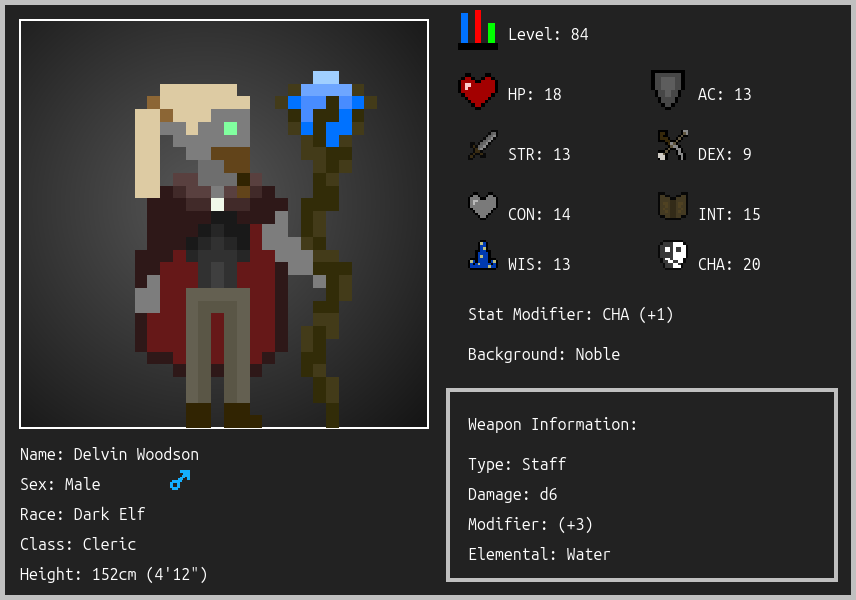 Level: 84
HP: 18
AC: 13
STR: 13
DEX: 9
CON: 14
INT: 15
WIS: 13
CHA: 20
Stat Modifier: CHA (+1)
Background: Noble
Name: Delvin Woodson
Sex: Male
Race: Dark Elf
Class: Cleric
Height: 152cm (4'12")
Weapon Information:
Type: Staff
Damage: d6
Modifier: (+3)
Elemental: Water